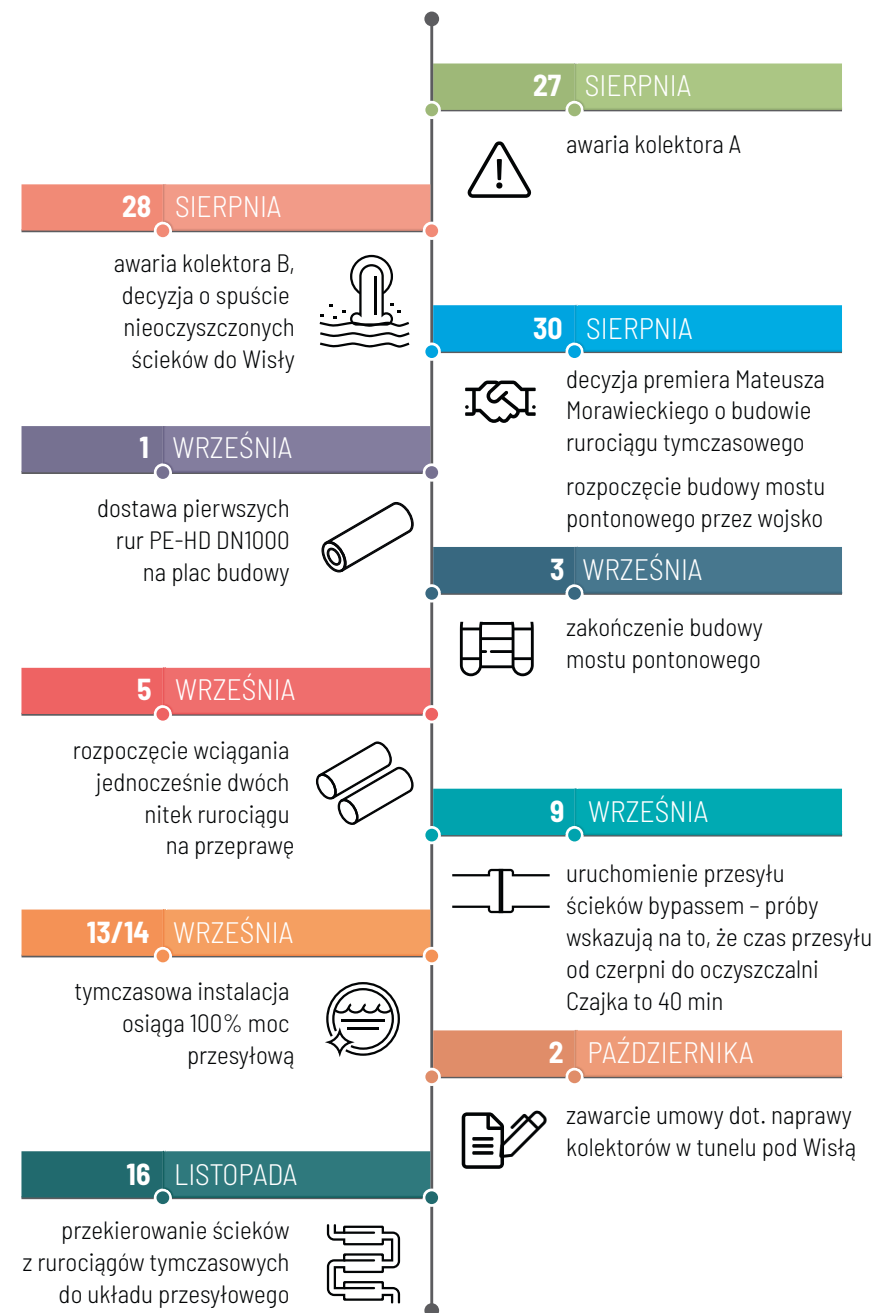 27 SIERPNIA
awaria kolektora A
28 SIERPNIA
awaria kolektora B,
decyzja o spuście
nieoczyszczonych
ścieków do Wisły
30 SIERPNIA
decyzja premiera Mateusza
Morawieckiego o budowie
rurociągu tymczasowego
rozpoczęcie budowy mostu
pontonowego przez wojsko
1 WRZEŚNIA
dostawa pierwszych
rur PE-HD DN1000
na plac budowy
3 WRZEŚNIA
zakończenie budowy
mostu pontonowego
5 WRZEŚNIA
rozpoczęcie wciągania
jednocześnie dwóch
nitek rurociągu
na przeprawę
9 WRZEŚNIA
uruchomienie przesyłu
ścieków bypassem – próby
wskazują na to, że czas przesyłu
od czerpni do oczyszczalni
Czajka to 40 min
13/14 WRZEŚNIA
tymczasowa instalacja
osiąga 100% moc
przesyłową
2 PAŹDZIERNIKA
zawarcie umowy dot. naprawy
kolektorów w tunelu pod Wisłą
16 LISTOPADA
przekierowanie ścieków
z rurociągów tymczasowych
do układu przesyłowego